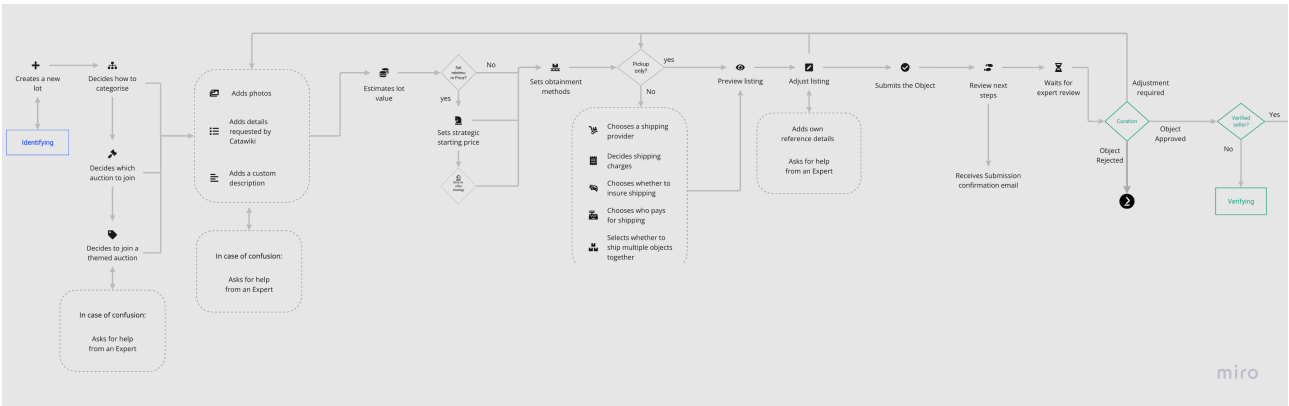 Creates a new
lot
Identifying
Decides how to
categorise
Decides which
auction to join
Decides to join a
themed auction
In case of confusion:
Asks for help
from an Expert
Adds photos
Adds details
requested by
Catawiki
Adds a custom
description
In case of confusion:
Asks for help
from an Expert
Estimates lot
value
Set
minimu
m Price?
No
yes
Sets strategic
starting price
Sets obtainment
methods
Pickup
only?
yes
No
Chooses a shipping
provider
Decides shipping
charges
Chooses whether to
insure shipping
Chooses who pays
for shipping
Selects whether to
ship multiple objects
together
Preview listing
Adjust listing
Adds own
reference details
Asks for help
from an Expert
Submits the Object
Review next
steps
Receives Submission
confirmation email
Waits for
expert review
Adjustment
required
Curation
Object
Approved
Object
Rejected
Verified
seller?
Yes
No
Verifying
miro